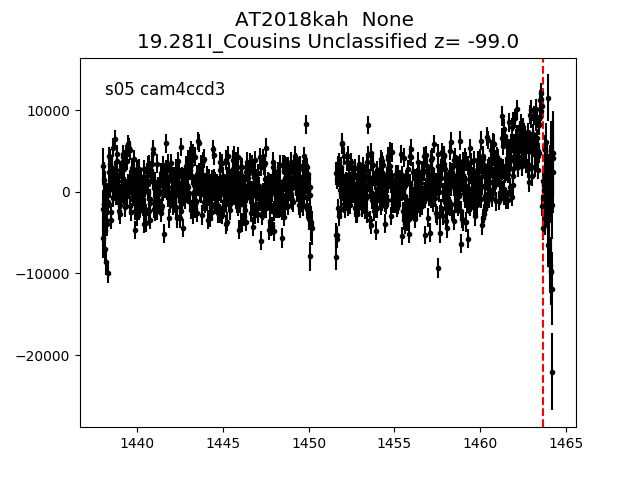 AT2018kah  None
19.281I_Cousins Unclassified z= -99.0
s05 cam4ccd3
10000
0
−10000
−20000
1440 1445 1450 1455 1460 1465